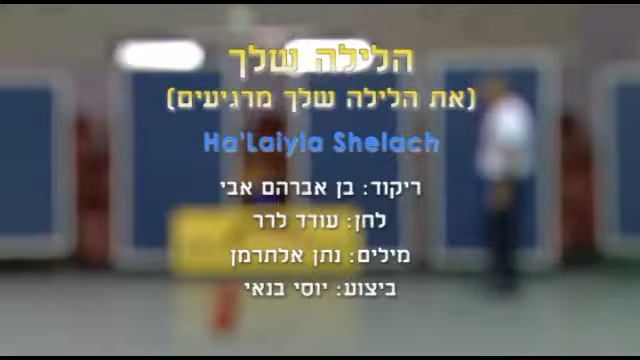 הלילה שלך
(את הלילה שלך מרגיעים)
Ha'Laiyla Shelach
ריקוד: בן אברהם אבי
לחן: עודד לרר
מילים: נתן אלתרמן
ביצוע: יוסי בנאי